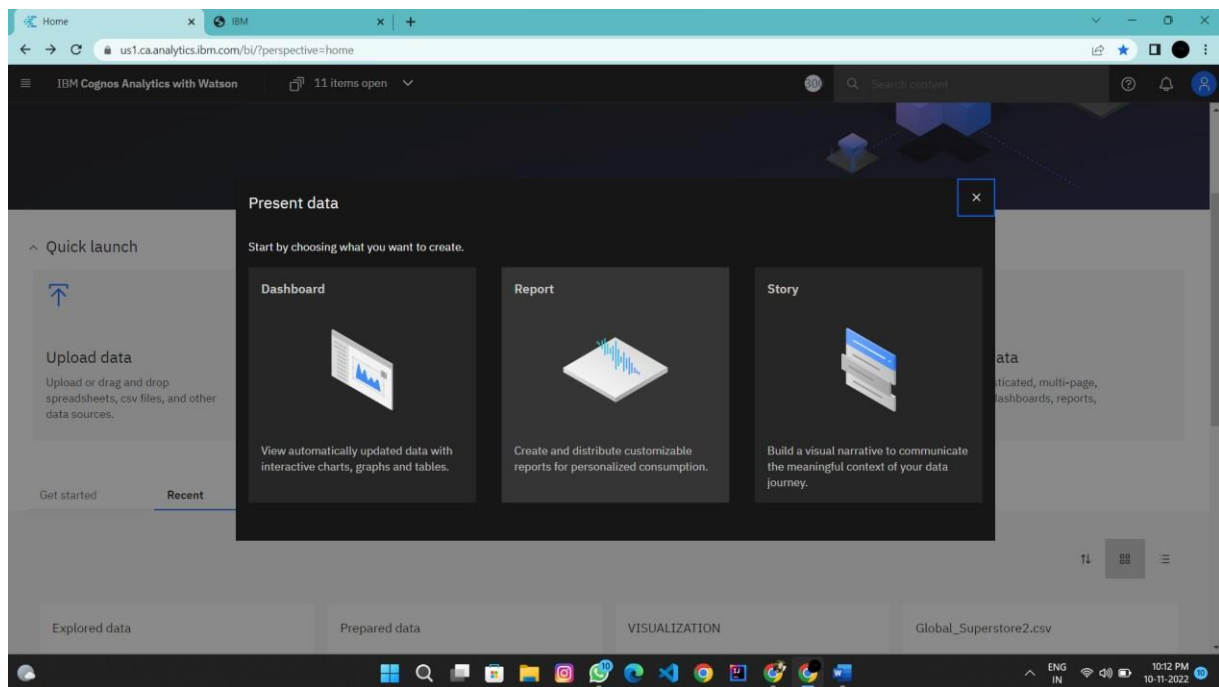 Home
IBM
us1.ca.analytics.ibm.com/bi/?perspective=home
IBM Cognos Analytics with Watson
11 items open
Search content
Present data
Start by choosing what you want to create.
Quick launch
Dashboard
Report
Story
Upload data
Upload or drag and drop
spreadsheets, csv files, and other
data sources.
View automatically updated data with
interactive charts, graphs and tables.
Create and distribute customizable
reports for personalized consumption.
Build a visual narrative to communicate
the meaningful context of your data
journey.
ata
ticated, multi-page,
dashboards, reports,
Get started
Recent
Explored data
Prepared data
VISUALIZATION
Global_Superstore2.csv
10
ENG
IN
10:12 PM
10-11-2022
10